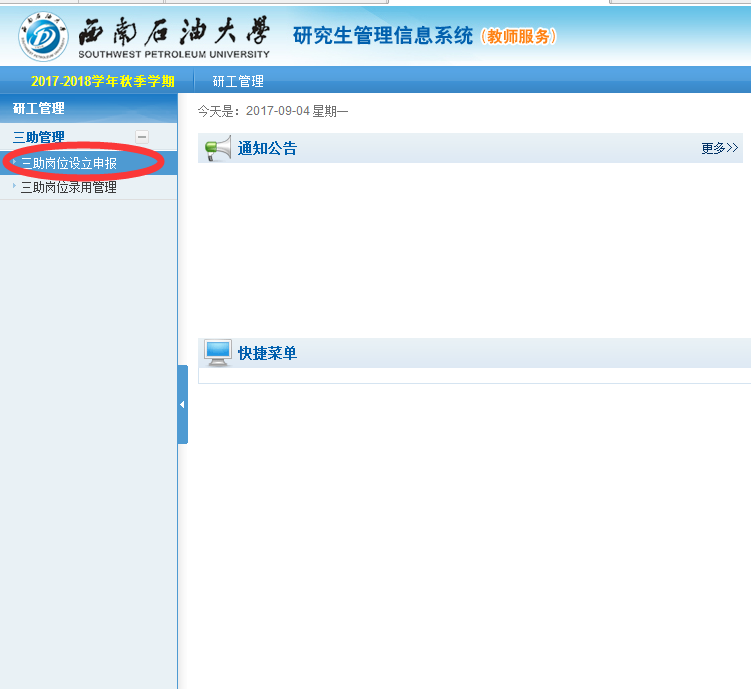 西南石油大学
SOUTHWEST PETROLEUM UNIVERSITY
研究生管理信息系统（教师服务）
2017-2018学年秋季学期 研工管理
研工管理
今天是：2017-09-04 星期一
三助管理
通知公告 更多>>
三助岗位设立申报
三助岗位录用管理
快捷菜单